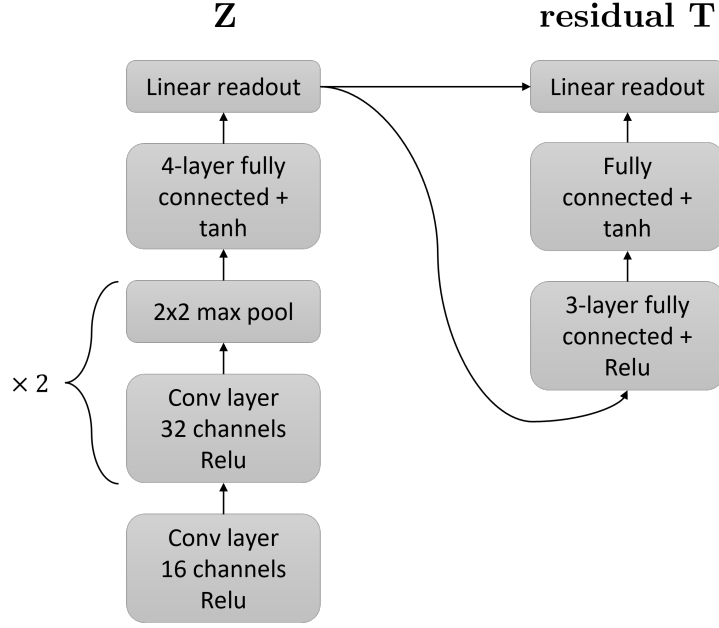 Z
Linear readout
4-layer fully
connected +
tanh
2x2 max pool
× 2
Conv layer
32 channels
Relu
Conv layer
16 channels
Relu
residual T
Linear readout
Fully
connected +
tanh
3-layer fully
connected +
Relu